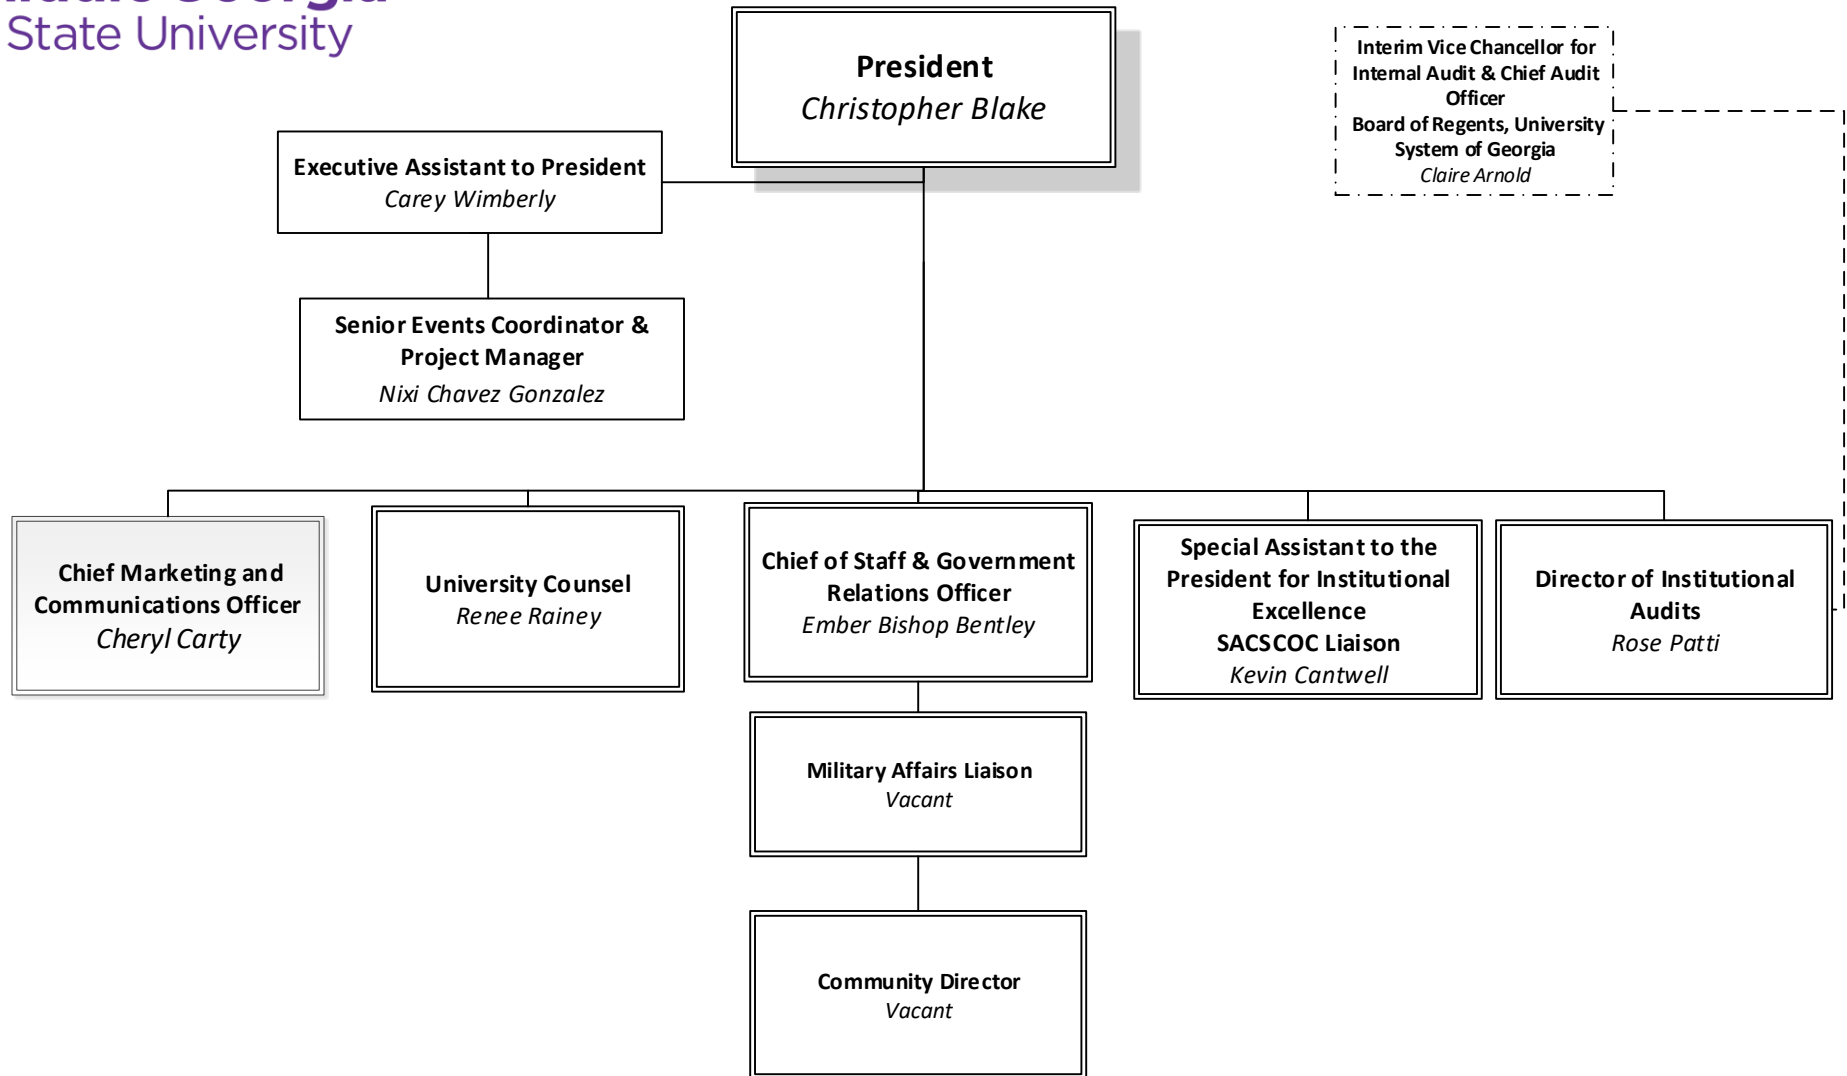 Georgia
State University
President
Christopher Blake
Interim Vice Chancellor for
Internal Audit & Chief Audit
Officer
Board of Regents, University
System of Georgia
Claire Arnold
Executive Assistant to President
Carey Wimberly
Senior Events Coordinator &
Project Manager
Nixi Chavez Gonzalez
Chief Marketing and
Communications Officer
Cheryl Carty
University Counsel
Renee Rainey
Chief of Staff & Government
Relations Officer
Ember Bishop Bentley
Special Assistant to the
President for Institutional
Excellence
SACSCOC Liaison
Kevin Cantwell
Director of Institutional
Audits
Rose Patti
Military Affairs Liaison
Vacant
Community Director
Vacant